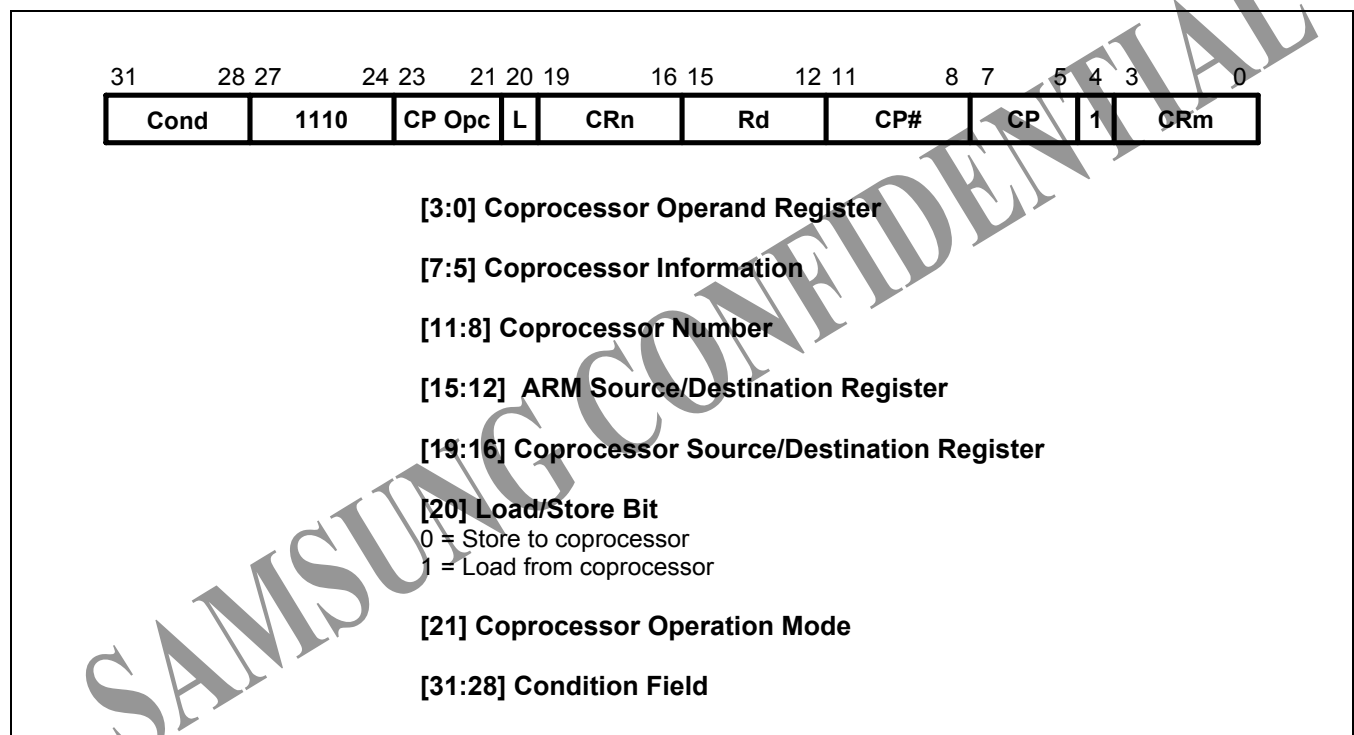 31 28 27 24 23 21 20 19 16 15 12 11 8 7 5 4 3 0
Cond 1110 CP Opc L CRn Rd CP# CP 1 CRm
[3:0] Coprocessor Operand Register
[7:5] Coprocessor Information
[11:8] Coprocessor Number
[15:12] ARM Source/Destination Register
[19:16] Coprocessor Source/Destination Register
[20] Load/Store Bit
0 = Store to coprocessor
1 = Load from coprocessor
[21] Coprocessor Operation Mode
[31:28] Condition Field
SAMSUNG CONFIDENTIAL